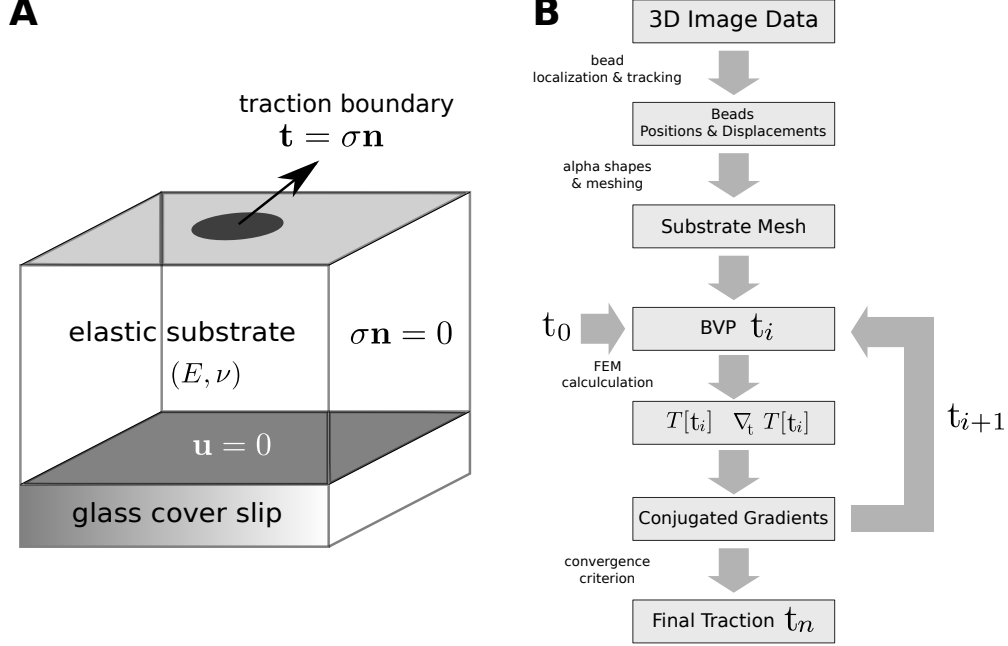 A
traction boundary
t = σn
elastic substrate
(E, ν)
σn = 0
u = 0
glass cover slip
B
3D Image Data
bead
localization & tracking
Beads
Positions & Displacements
alpha shapes
& meshing
Substrate Mesh
t₀
BVP tᵢ
FEM
calculculation
T[tᵢ] ∇ₜ T[tᵢ]
tᵢ₊₁
Conjugated Gradients
convergence
criterion
Final Traction tₙ